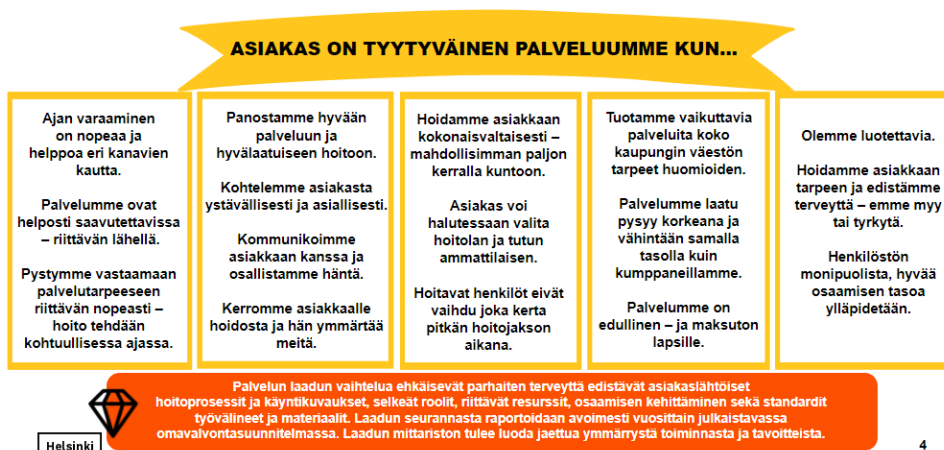 ASIAKAS ON TYYTYVÄINEN PALVELUUMME KUN...
Ajan varaaminen
on nopeaa ja
helppoa eri kanavien
kautta.
Palvelumme ovat
helposti saavutettavissa
– riittävän lähellä.
Pystymme vastaamaan
palvelutarpeeseen
riittävän nopeasti –
hoito tehdään
kohtuullisessa ajassa.
Panostamme hyvään
palveluun ja
hyvälaatuiseen hoitoon.
Kohtelemme asiakasta
ystävällisesti ja asiallisesti.
Kommunikoimme
asiakkaan kanssa ja
osallistamme häntä.
Kerromme asiakkaalle
hoidosta ja hän ymmärtää
meitä.
Hoidamme asiakkaan
kokonaisvaltaisesti –
mahdollisimman paljon
kerralla kuntoon.
Asiakas voi
halutessaan valita
hoitolan ja tutun
ammattilaisen.
Hoitavat henkilöt eivät
vaihdu joka kerta
pitkän hoitojakson
aikana.
Tuotamme vaikuttavia
palveluita koko
kaupungin väestön
tarpeet huomioiden.
Palvelumme laatu
pysyy korkeana ja
vähintään samalla
tasolla kuin
kumppaneillamme.
Palvelumme on
edullinen – ja maksuton
lapsille.
Olemme luotettavia.
Hoidamme asiakkaan
tarpeen ja edistämme
terveyttä – emme myy
tai tyrkytä.
Henkilöstön
monipuolista, hyvää
osaamisen tasoa
ylläpidetään.
Palvelun laadun vaihtelua ehkäisevät parhaiten terveyttä edistävät asiakaslähtöiset
hoitoprosessit ja käyntikuvaukset, selkeät roolit, riittävät resurssit, osaamisen kehittäminen sekä standardit
työvälineet ja materiaalit. Laadun seurannasta raportoidaan avoimesti vuosittain julkaistavassa
omavalvontasuunnitelmassa. Laadun mittariston tulee luoda jaettua ymmärrystä toiminnasta ja tavoitteista.
Helsinki
4